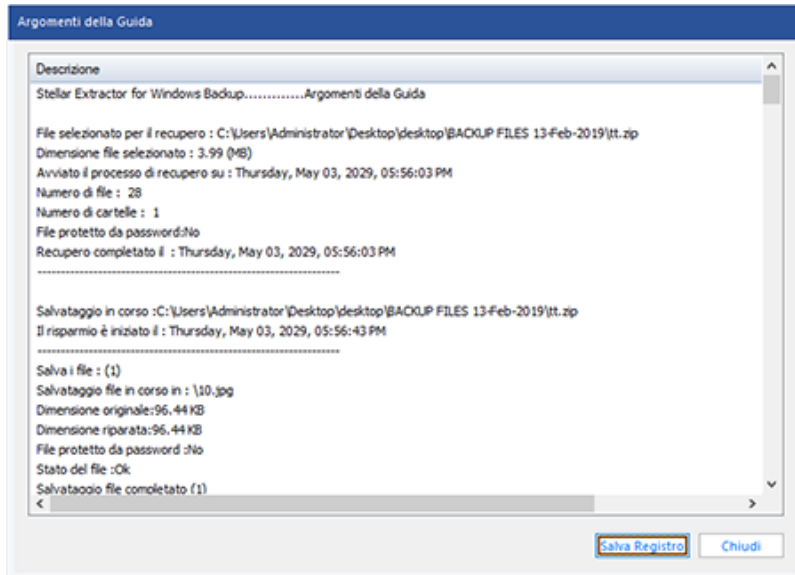 Argomenti della Guida
Descrizione
Stellar Extractor for Windows Backup.............Argomenti della Guida
File selezionato per il recupero : C:\Users\Administrator\Desktop\desktop\BACKUP FILES 13-Feb-2019\tt.zip
Dimensione file selezionato : 3.99 (MB)
Avviato il processo di recupero su : Thursday, May 03, 2029, 05:56:03 PM
Numero di file :  28
Numero di cartelle :  1
File protetto da password:No
Recupero completato il  : Thursday, May 03, 2029, 05:56:03 PM
-----------------------------------------------------------------
Salvataggio in corso :C:\Users\Administrator\Desktop\desktop\BACKUP FILES 13-Feb-2019\tt.zip
Il risparmio è iniziato il : Thursday, May 03, 2029, 05:56:43 PM
-----------------------------------------------------------------
Salva i file : (1)
Salvataggio file in corso in : \10.jpg
Dimensione originale:96.44 KB
Dimensione riparata:96.44 KB
File protetto da password :No
Stato del file :Ok
Salvataggio file completato (1)
Salva Registro
Chiudi